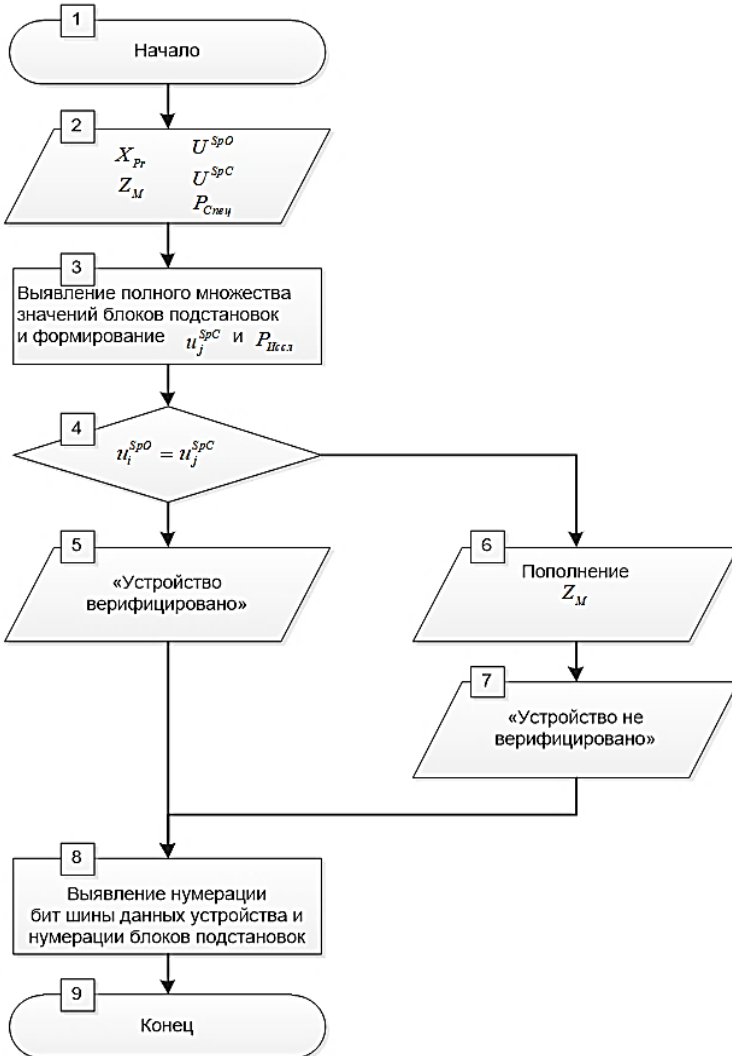 1
Начало
2
X_Pr U^SpO
Z_M U^SpC
P_Спец
3
Выявление полного множества
значений блоков подстановок
и формирование u_j^SpC и P_Иссл
4
u_i^SpO = u_j^SpC
5
«Устройство
верифицировано»
6
Пополнение
Z_M
7
«Устройство не
верифицировано»
8
Выявление нумерации
бит шины данных устройства и
нумерации блоков подстановок
9
Конец